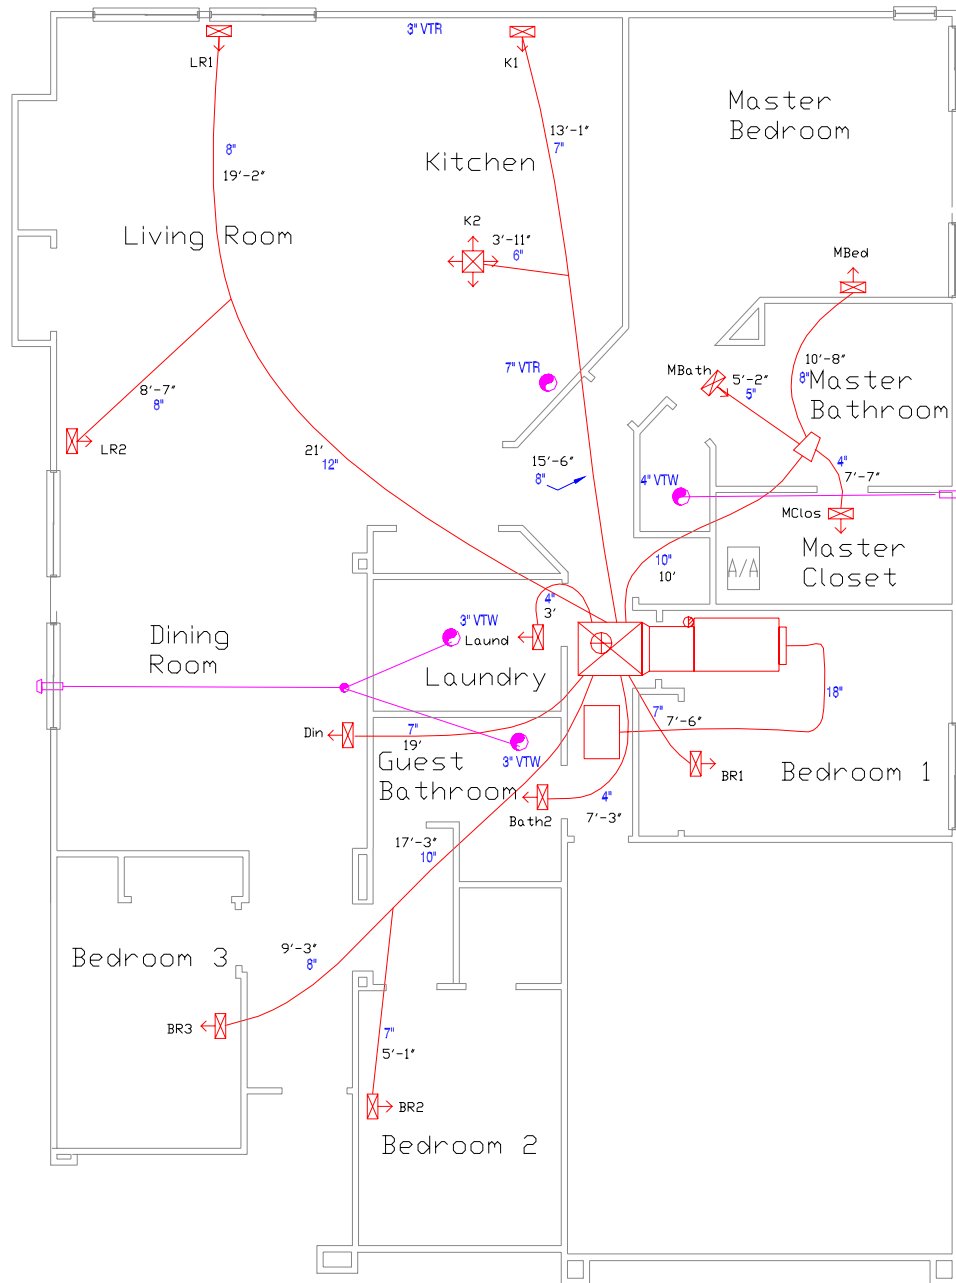 3" VTR
LR1
K1
Master
Bedroom
13'-1"
7"
8"
19'-2"
Kitchen
K2
3'-11"
6"
Living Room
MBed
7" VTR
MBath
5'-2"
5"
10'-8"
8"
Master
Bathroom
8'-7"
8"
LR2
21'
12"
15'-6"
8"
4" VTW
4"
7'-7"
MClos
Master
Closet
A/A
10"
10'
4"
3'
3" VTW
Laund
Laundry
Dining
Room
18"
7"
7'-6"
Din
7"
19'
3" VTW
Guest
Bathroom
BR1
Bedroom 1
4"
7'-3"
Bath2
17'-3"
10"
9'-3"
8"
Bedroom 3
BR3
7"
5'-1"
BR2
Bedroom 2